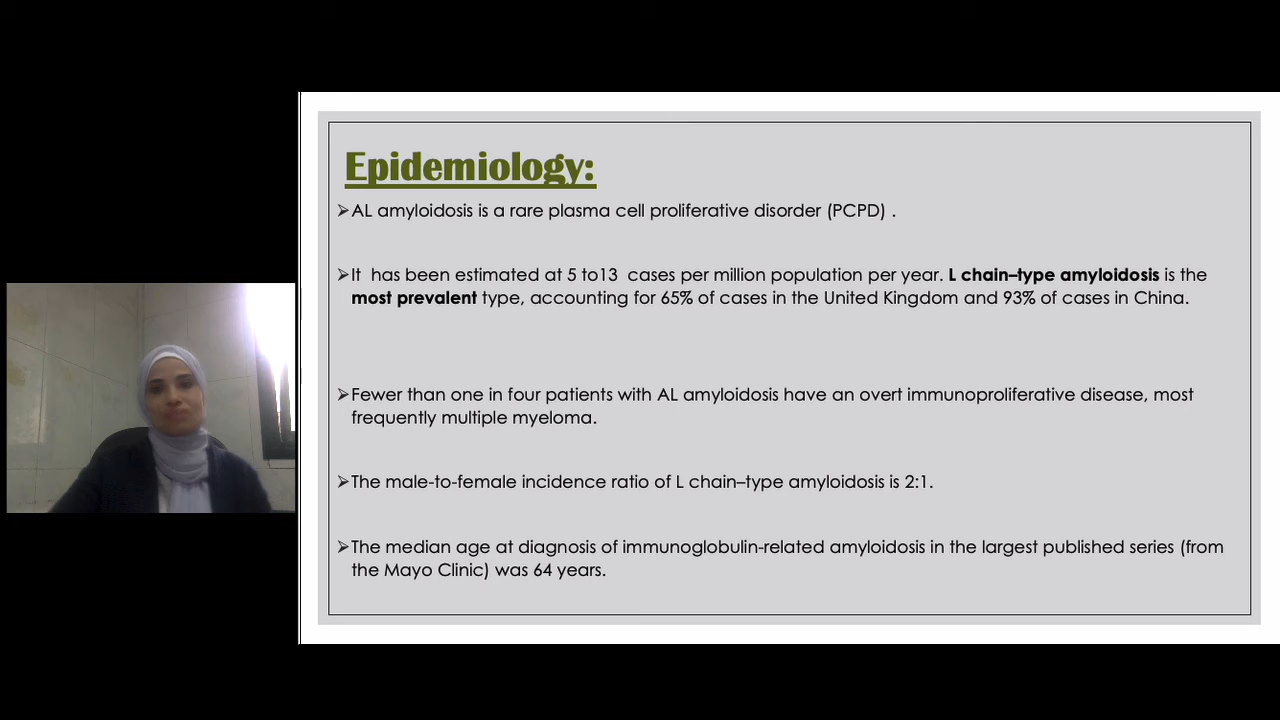 Epidemiology:
➢AL amyloidosis is a rare plasma cell proliferative disorder (PCPD) .
➢It  has been estimated at 5 to13  cases per million population per year. L chain–type amyloidosis is the
most prevalent type, accounting for 65% of cases in the United Kingdom and 93% of cases in China.
➢Fewer than one in four patients with AL amyloidosis have an overt immunoproliferative disease, most
frequently multiple myeloma.
➢The male-to-female incidence ratio of L chain–type amyloidosis is 2:1.
➢The median age at diagnosis of immunoglobulin-related amyloidosis in the largest published series (from
the Mayo Clinic) was 64 years.